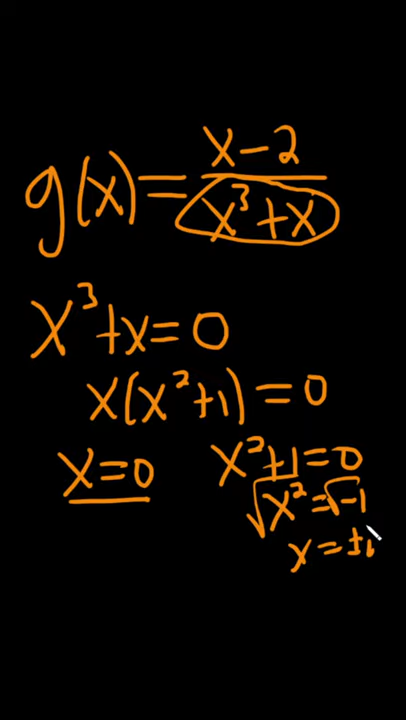 g(x) = (x-2)/(x³+x)
x³+x=0
x(x²+1)=0
x=0 x²+1=0
√x²=√-1
x=±i